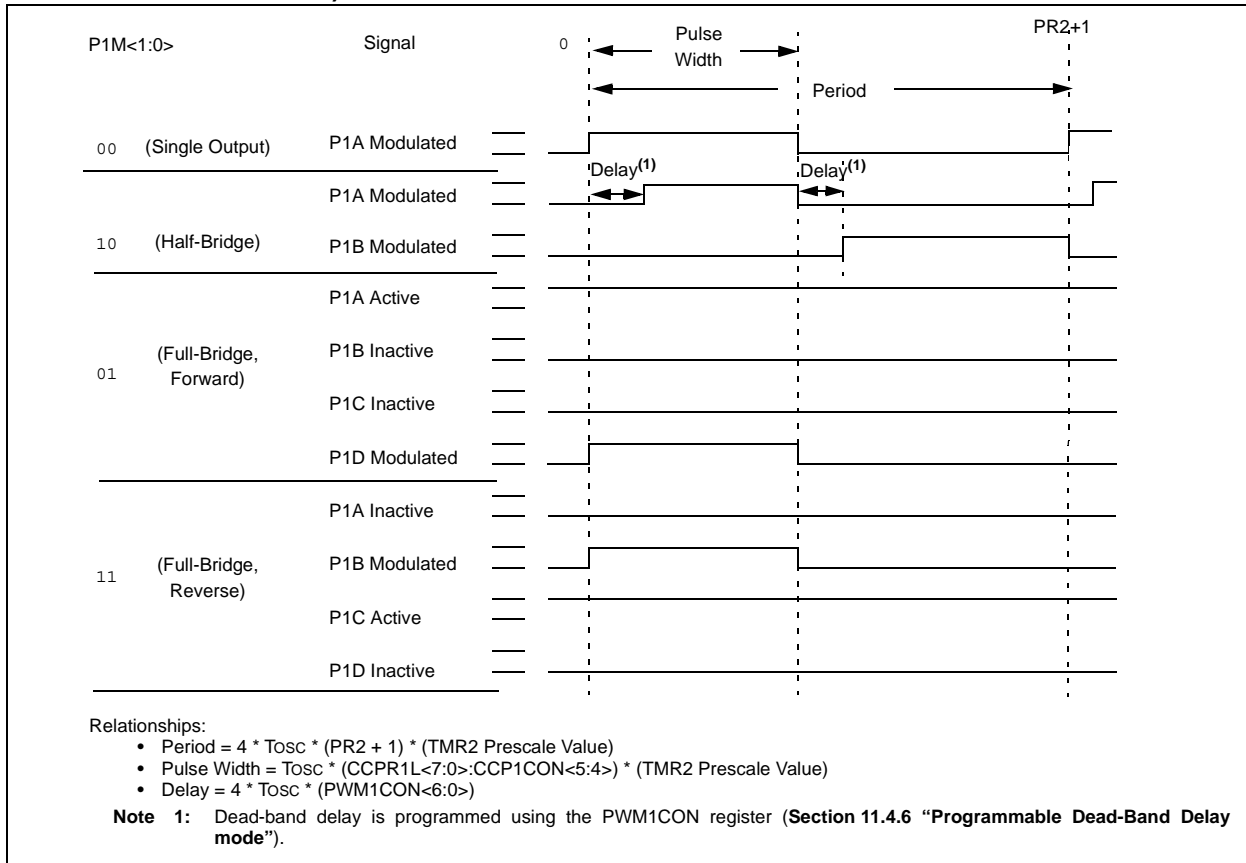 P1M<1:0> Signal 0 Pulse Width PR2+1
Period
00 (Single Output) P1A Modulated
Delay(1) Delay(1)
P1A Modulated
10 (Half-Bridge) P1B Modulated
P1A Active
P1B Inactive
01 (Full-Bridge, Forward)
P1C Inactive
P1D Modulated
P1A Inactive
P1B Modulated
11 (Full-Bridge, Reverse)
P1C Active
P1D Inactive
Relationships:
• Period = 4 * TOSC * (PR2 + 1) * (TMR2 Prescale Value)
• Pulse Width = TOSC * (CCPR1L<7:0>:CCP1CON<5:4>) * (TMR2 Prescale Value)
• Delay = 4 * TOSC * (PWM1CON<6:0>)
Note 1: Dead-band delay is programmed using the PWM1CON register (Section 11.4.6 “Programmable Dead-Band Delay
mode”).